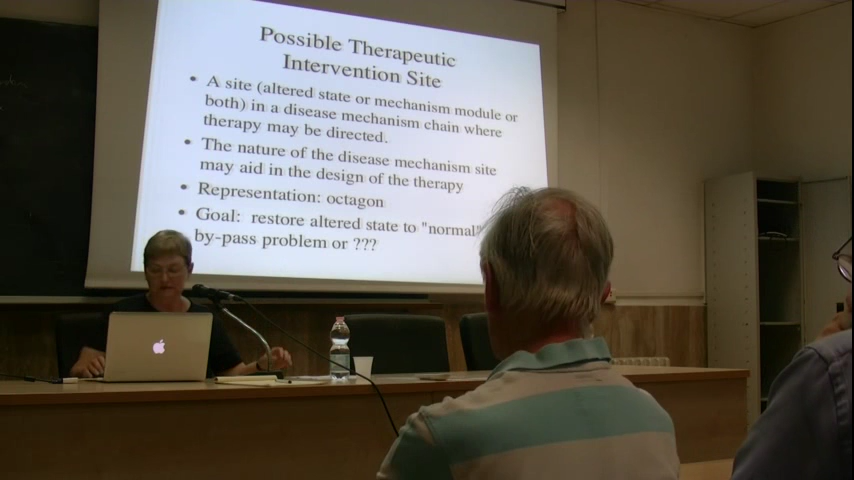 Possible Therapeutic
Intervention Site
• A site (altered state or mechanism module or
both) in a disease mechanism chain where
therapy may be directed.
• The nature of the disease mechanism site
may aid in the design of the therapy
• Representation: octagon
• Goal: restore altered state to "normal"
by-pass problem or ???